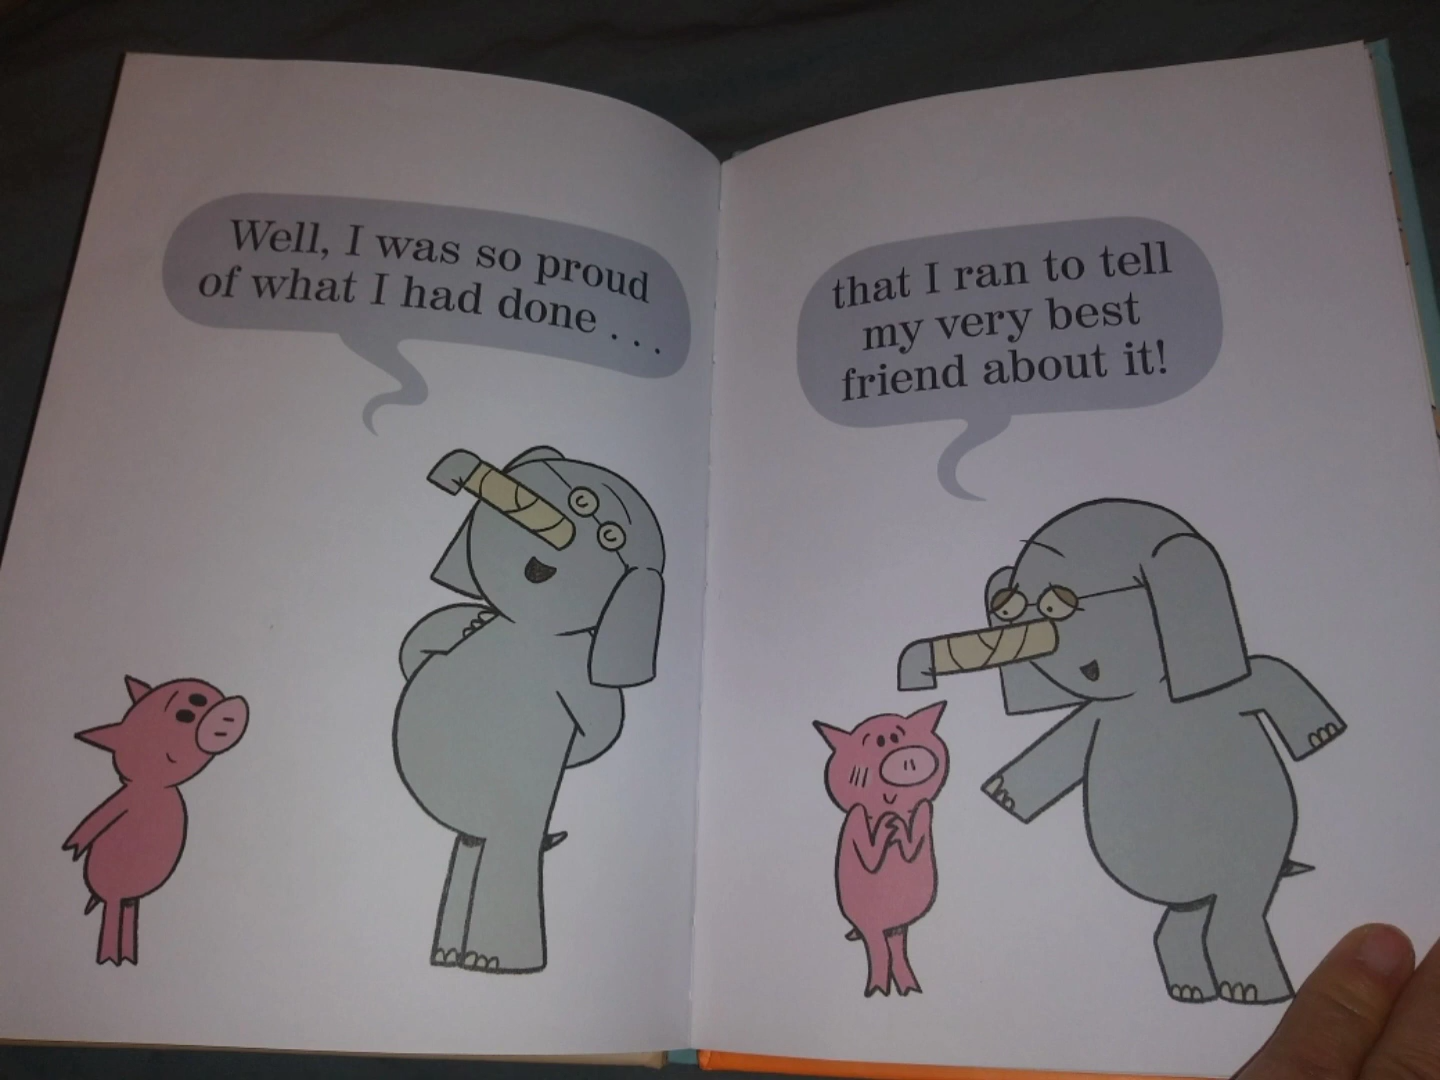 Well, I was so proud
of what I had done . . .
that I ran to tell
my very best
friend about it!